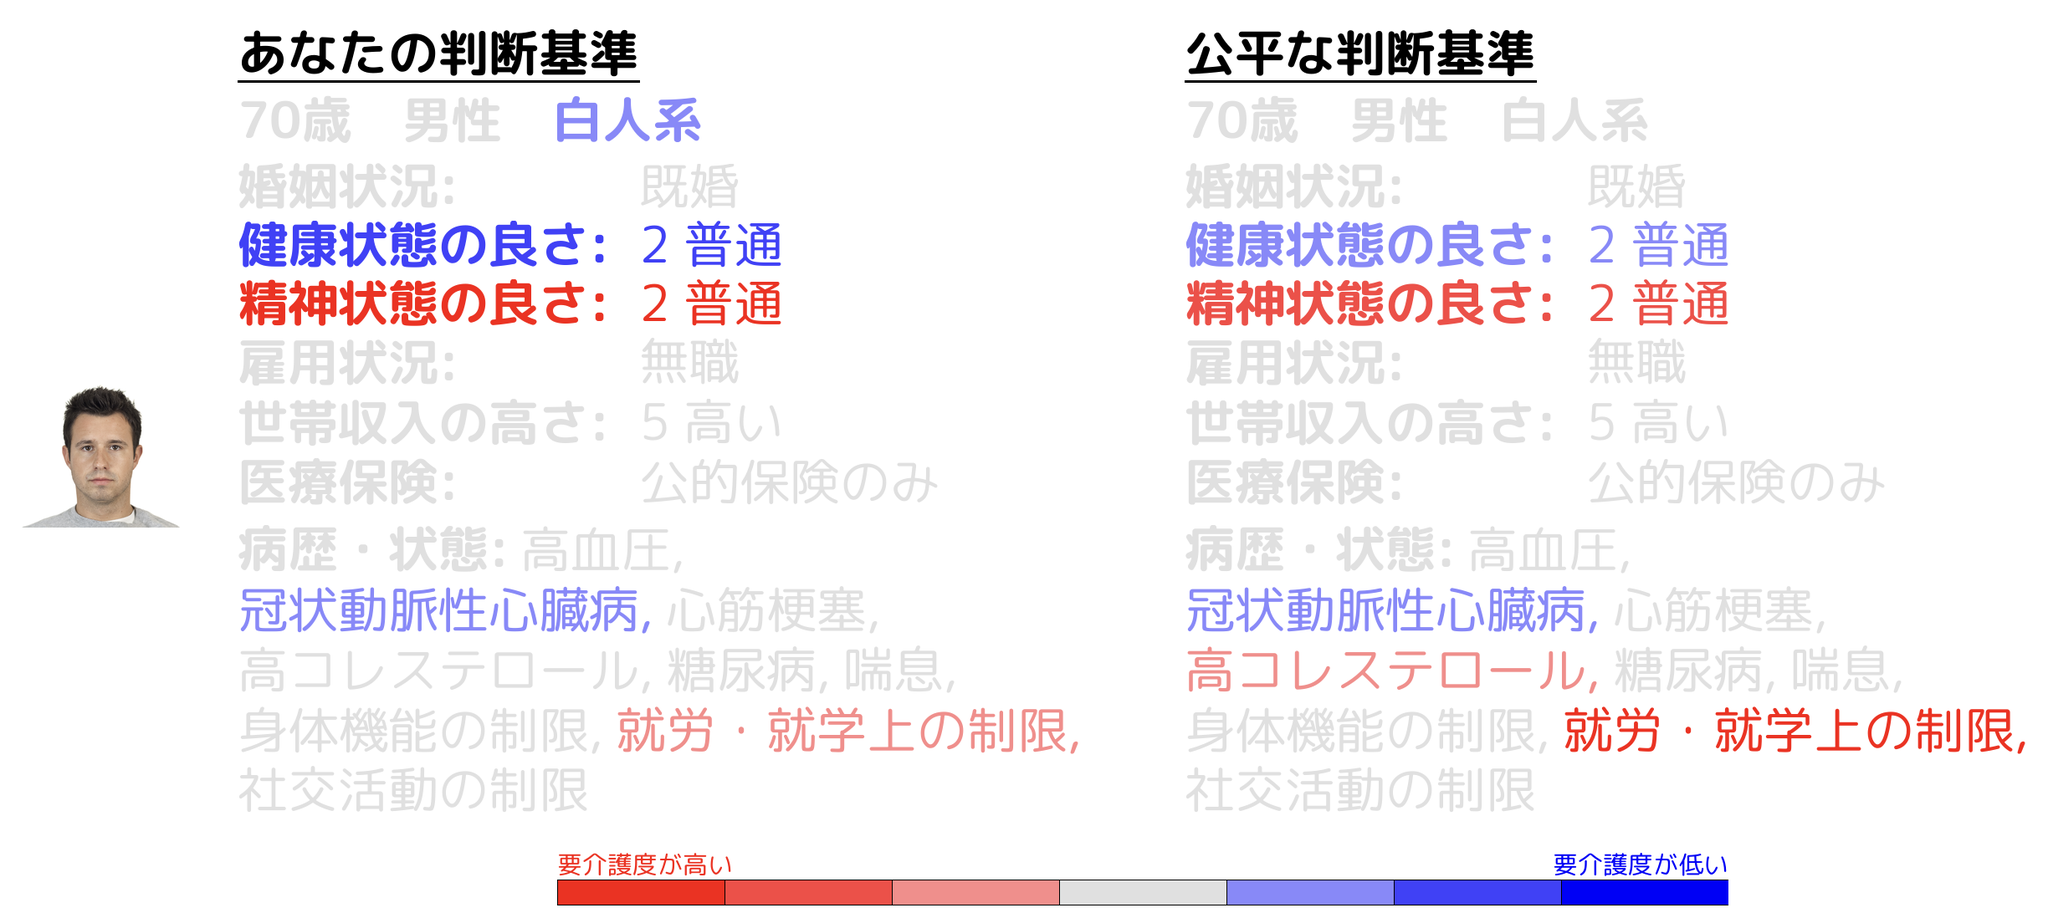 あなたの判断基準
70歳 男性 白人系
婚姻状況: 既婚
健康状態の良さ: 2 普通
精神状態の良さ: 2 普通
雇用状況: 無職
世帯収入の高さ: 5 高い
医療保険: 公的保険のみ
病歴・状態: 高血圧,
冠状動脈性心臓病, 心筋梗塞,
高コレステロール, 糖尿病, 喘息,
身体機能の制限, 就労・就学上の制限,
社交活動の制限
公平な判断基準
70歳 男性 白人系
婚姻状況: 既婚
健康状態の良さ: 2 普通
精神状態の良さ: 2 普通
雇用状況: 無職
世帯収入の高さ: 5 高い
医療保険: 公的保険のみ
病歴・状態: 高血圧,
冠状動脈性心臓病, 心筋梗塞,
高コレステロール, 糖尿病, 喘息,
身体機能の制限, 就労・就学上の制限,
社交活動の制限
要介護度が高い
要介護度が低い